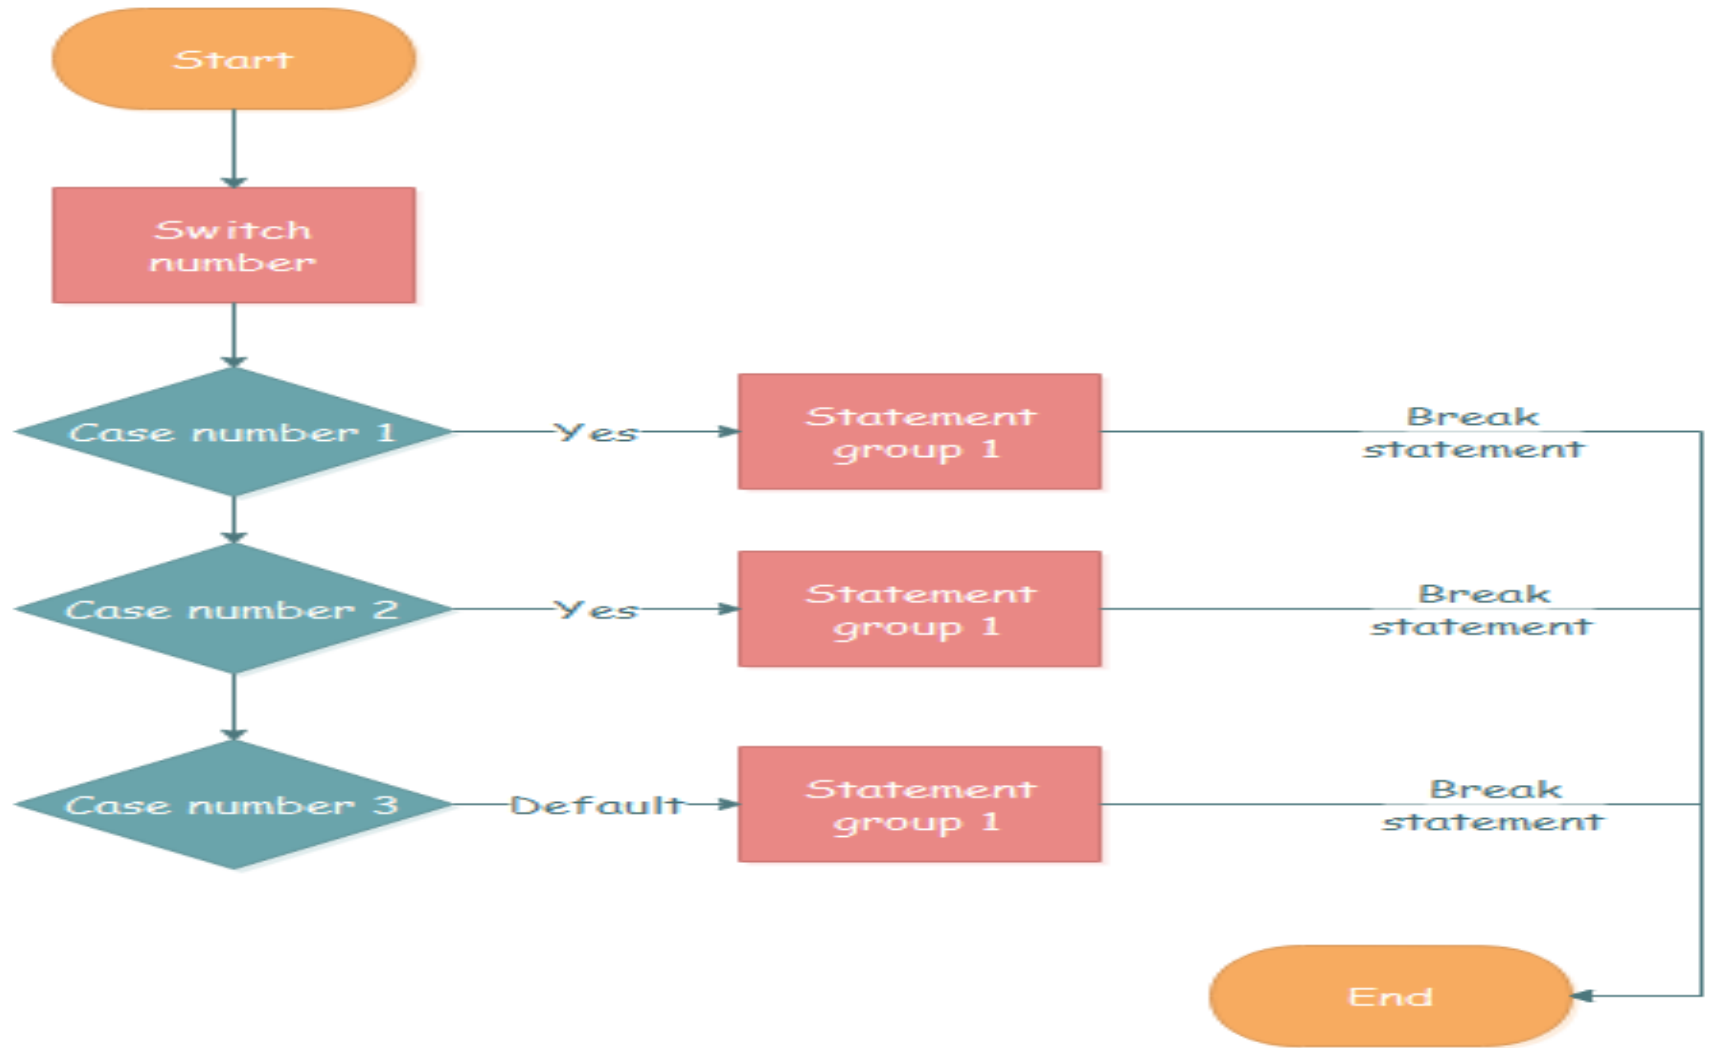 Start
Switch
number
Case number 1
Yes
Statement
group 1
Break
statement
Case number 2
Yes
Statement
group 1
Break
statement
Case number 3
Default
Statement
group 1
Break
statement
End